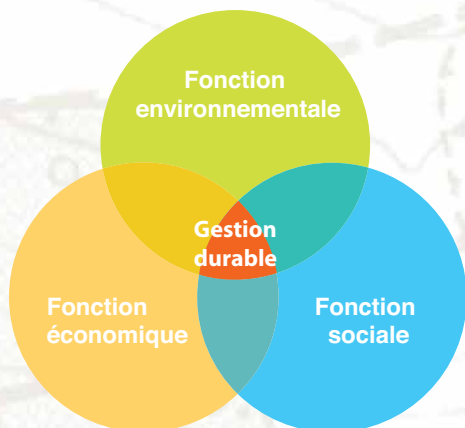 Fonction
environnementale
Gestion
durable
Fonction
économique
Fonction
sociale